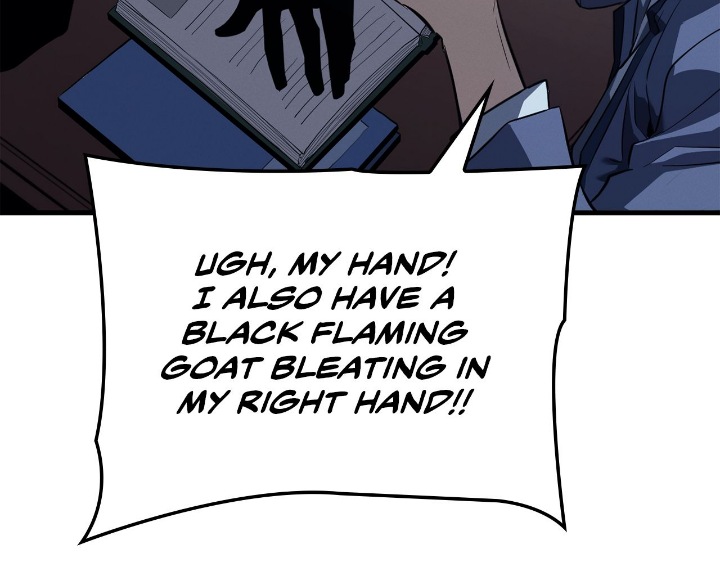 UGH, MY HAND!
I ALSO HAVE A
BLACK FLAMING
GOAT BLEATING IN
MY RIGHT HAND!!